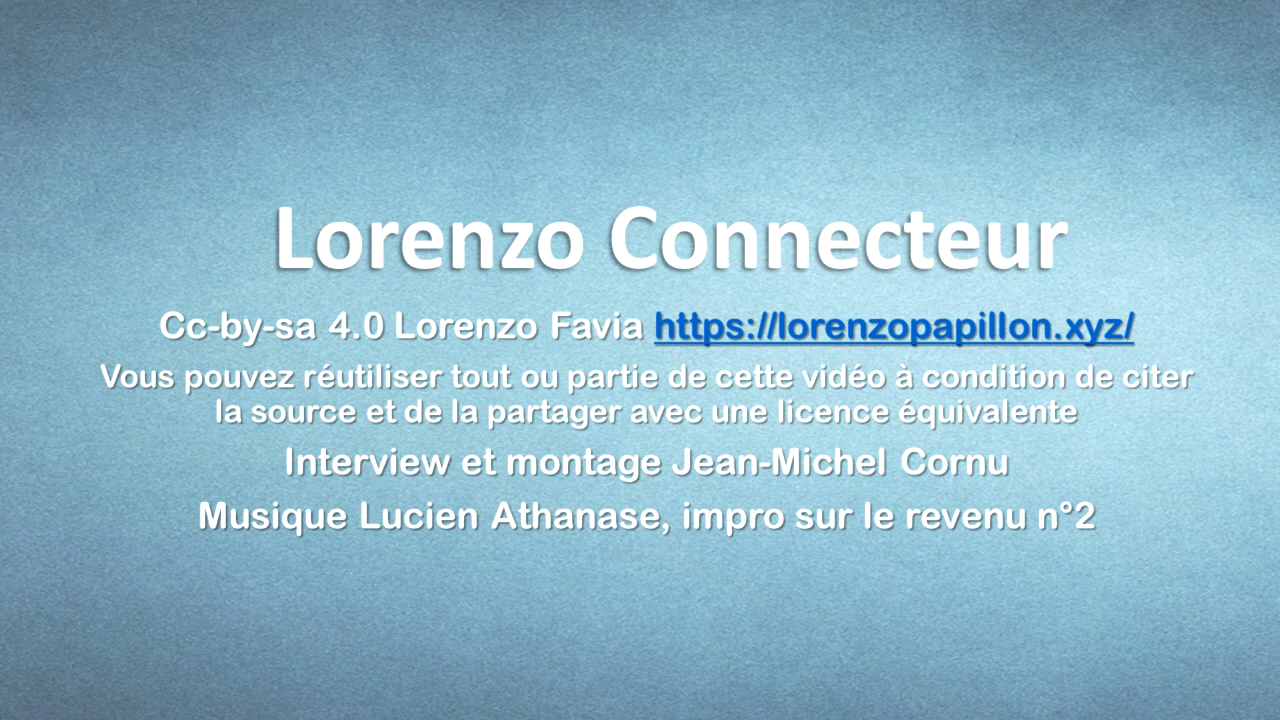 Lorenzo Connecteur
Cc-by-sa 4.0 Lorenzo Favia https://lorenzopapillon.xyz/
Vous pouvez réutiliser tout ou partie de cette vidéo à condition de citer
la source et de la partager avec une licence équivalente
Interview et montage Jean-Michel Cornu
Musique Lucien Athanase, impro sur le revenu n°2